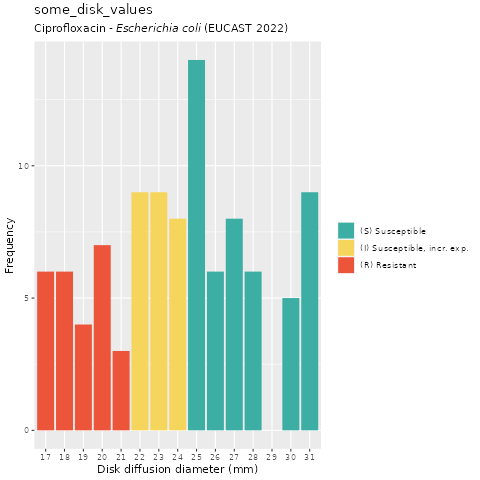 some_disk_values
Ciprofloxacin - Escherichia coli (EUCAST 2022)
Frequency
10
5
0
17 18 19 20 21 22 23 24 25 26 27 28 29 30 31
Disk diffusion diameter (mm)
(S) Susceptible
(I) Susceptible, incr. exp.
(R) Resistant